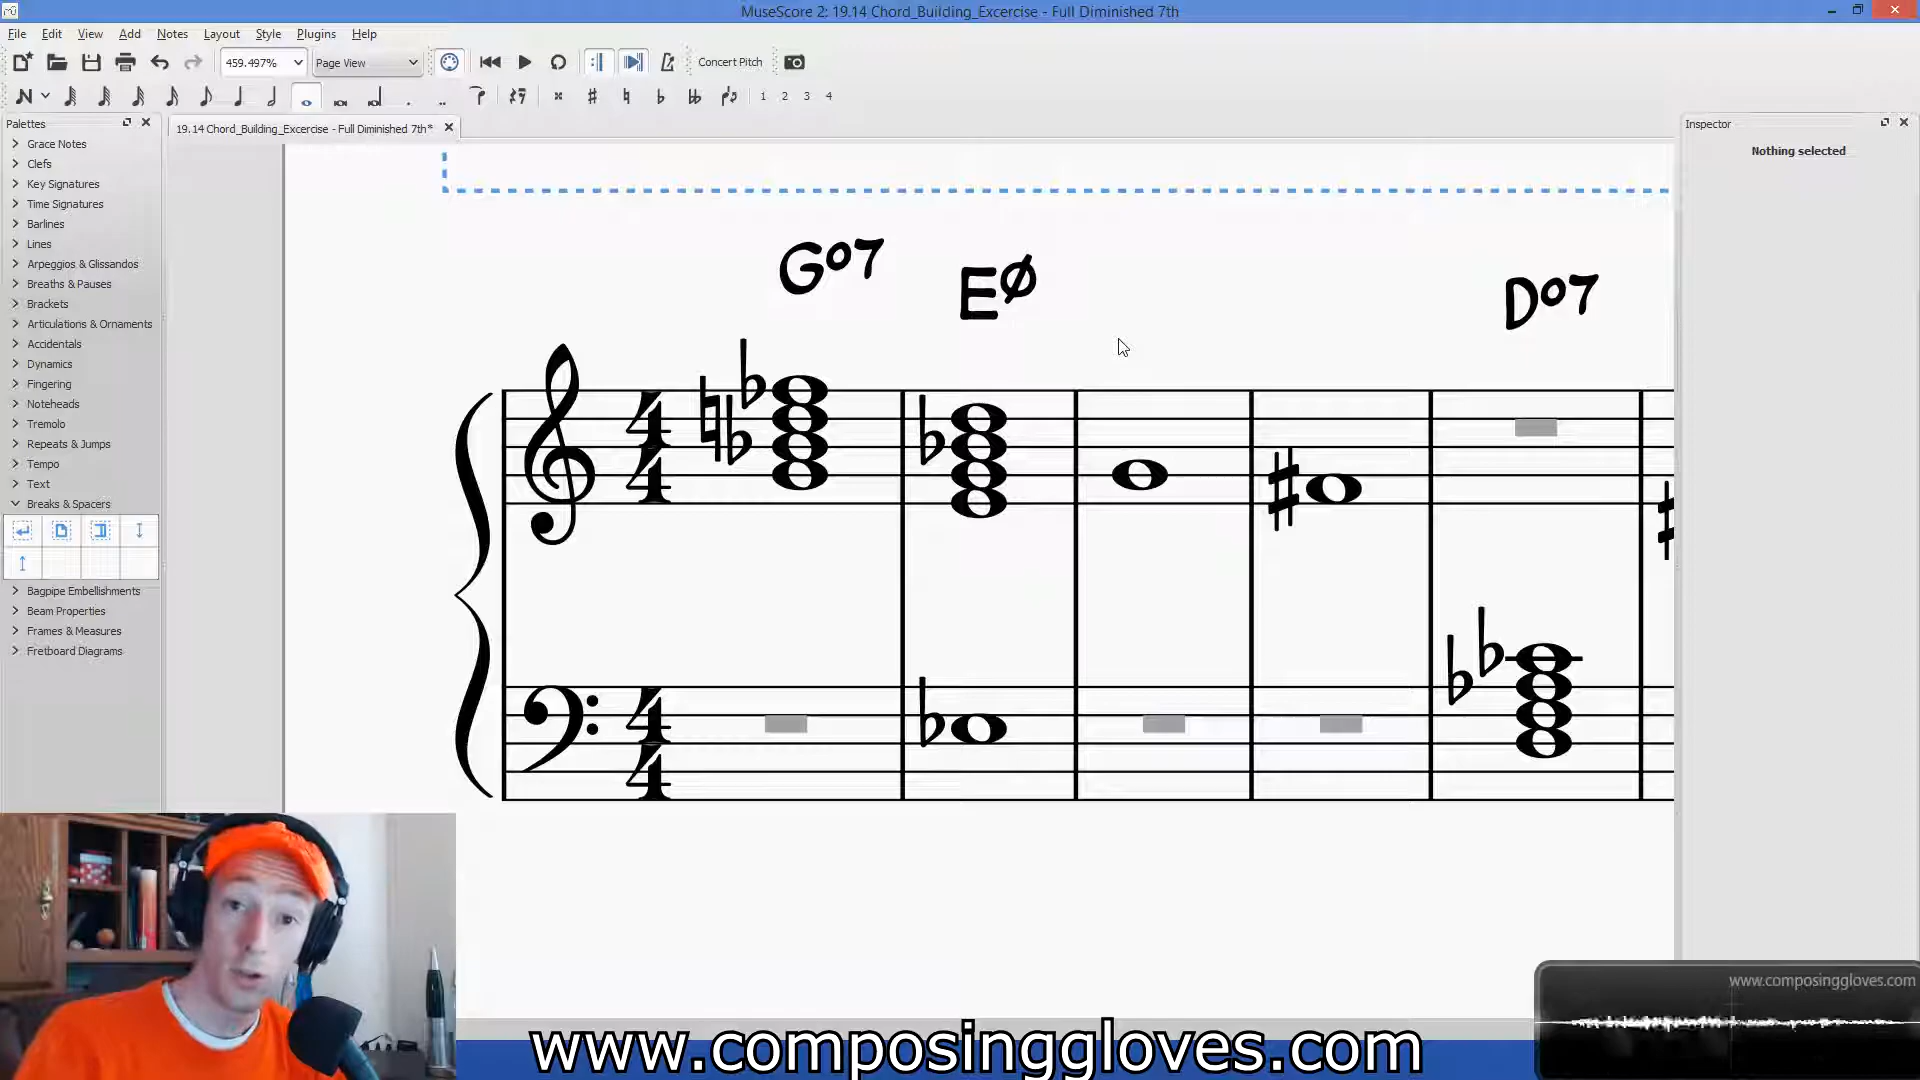 MuseScore 2: 19.14 Chord_Building_Excercise - Full Diminished 7th
File Edit View Add Notes Layout Style Plugins Help
459.497% Page View Concert Pitch
1 2 3 4
Palettes
19.14 Chord_Building_Excercise - Full Diminished 7th*
Inspector
Nothing selected
Grace Notes
Clefs
Key Signatures
Time Signatures
Barlines
Lines
Arpeggios & Glissandos
Breaths & Pauses
Brackets
Articulations & Ornaments
Accidentals
Dynamics
Fingering
Noteheads
Tremolo
Repeats & Jumps
Tempo
Text
Breaks & Spacers
Bagpipe Embellishments
Beam Properties
Frames & Measures
Fretboard Diagrams
Go7 EØ Do7
4
4
4
4
www.composinggloves.com
www.composinggloves.com